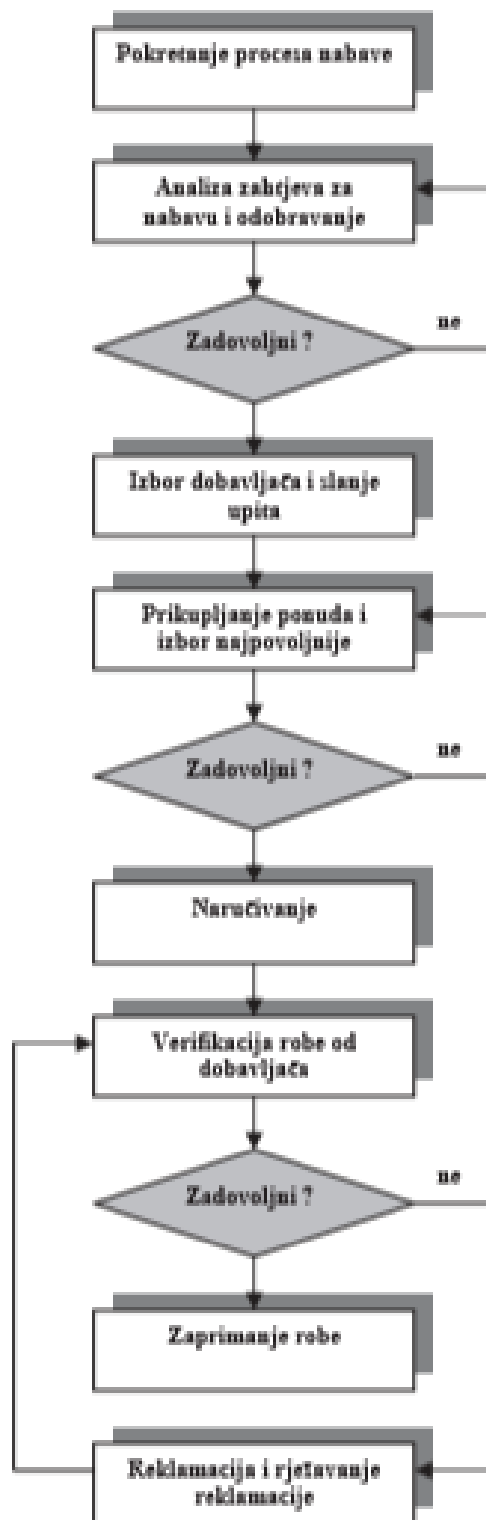 Pokretanje procesa nabave
Analiza zahtjeva za
nabavu i odobravanje
Zadovoljni ?
ne
Izbor dobavljača i slanje
upita
Prikupljanje ponuda i
izbor najpovoljnije
Zadovoljni ?
ne
Naručivanje
Verifikacija robe od
dobavljača
Zadovoljni ?
ne
Zaprimanje robe
Reklamacija i rješavanje
reklamacije